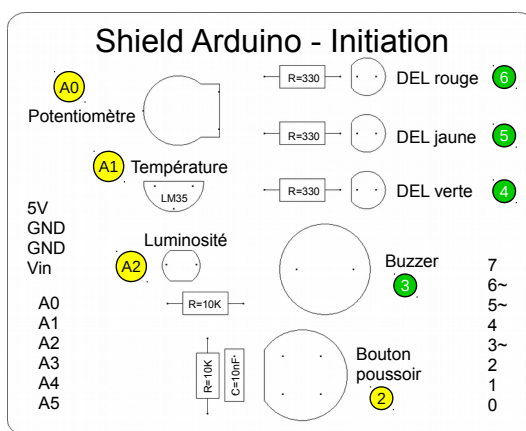 Shield Arduino - Initiation
A0
Potentiomètre
R=330
DEL rouge
6
R=330
DEL jaune
5
A1
Température
LM35
R=330
DEL verte
4
5V
GND
GND
Vin
Luminosité
A2
R=10K
Buzzer
3
A0
A1
A2
A3
A4
A5
R=10K
C=10nF
Bouton
poussoir
2
7
6~
5~
4
3~
2
1
0